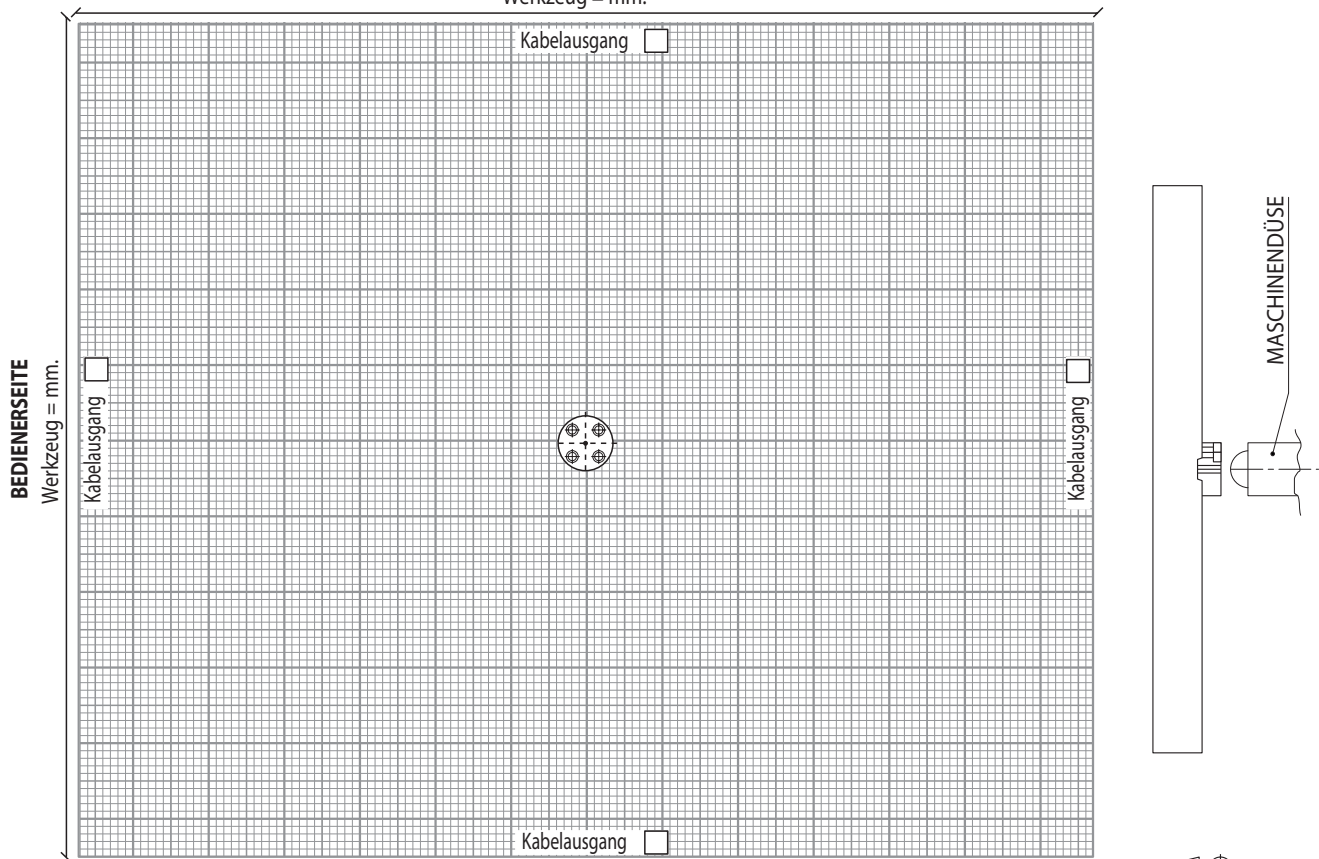 Werkzeug = mm.
Kabelausgang
BEDIENERSEITE
Werkzeug = mm.
Kabelausgang
Kabelausgang
MASCHINENDÜSE
Kabelausgang